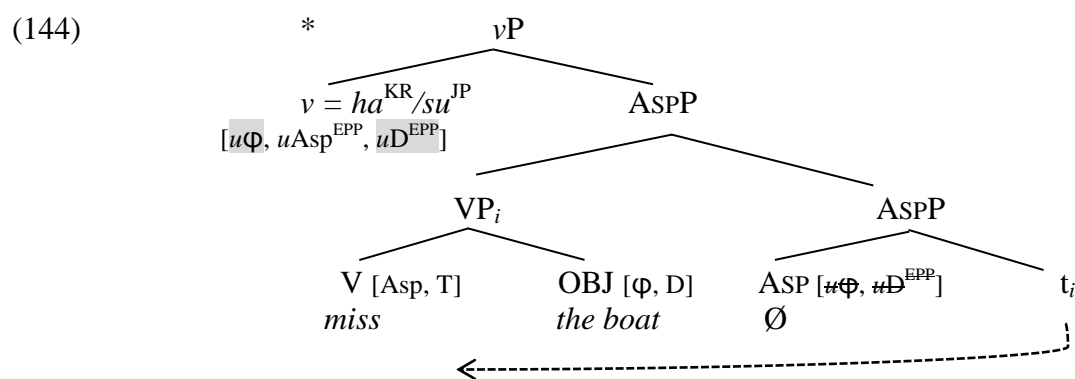 (144) * vP
v = ha^KR/su^JP ASPP
[uφ, uAsp^EPP, uD^EPP]
VP_i ASPP
V [Asp, T] OBJ [φ, D] ASP [uφ, uD^EPP] t_i
miss the boat Ø